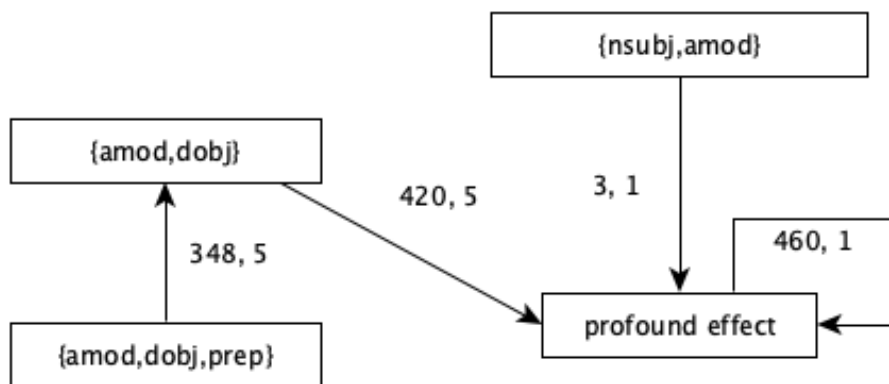 {nsubj,amod}
{amod,dobj}
420, 5
3, 1
460, 1
348, 5
profound effect
{amod,dobj,prep}